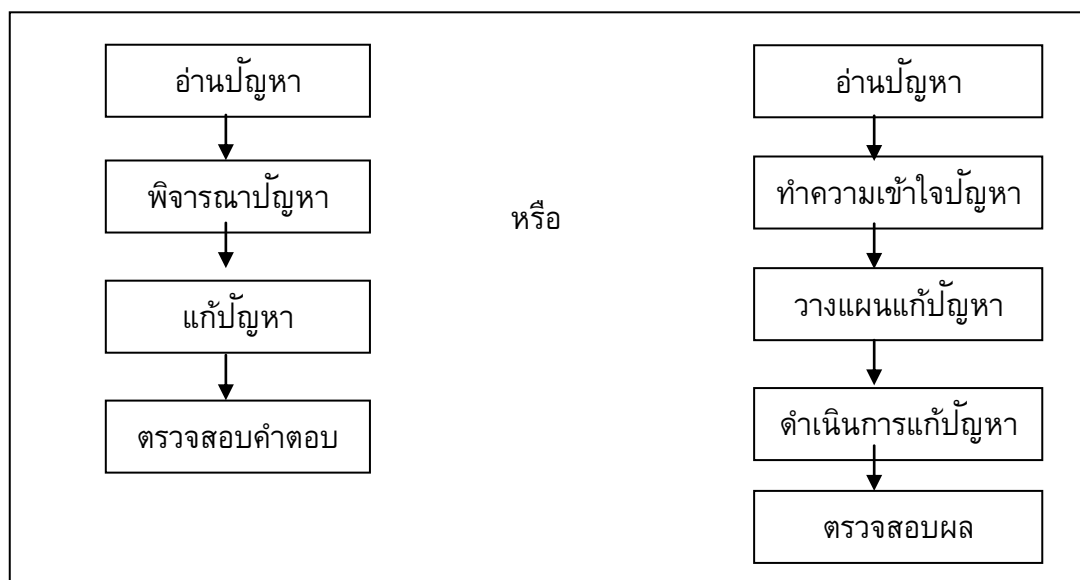 อ่านปัญหา
พิจารณาปัญหา
แก้ปัญหา
ตรวจสอบคำตอบ
หรือ
อ่านปัญหา
ทำความเข้าใจปัญหา
วางแผนแก้ปัญหา
ดำเนินการแก้ปัญหา
ตรวจสอบผล